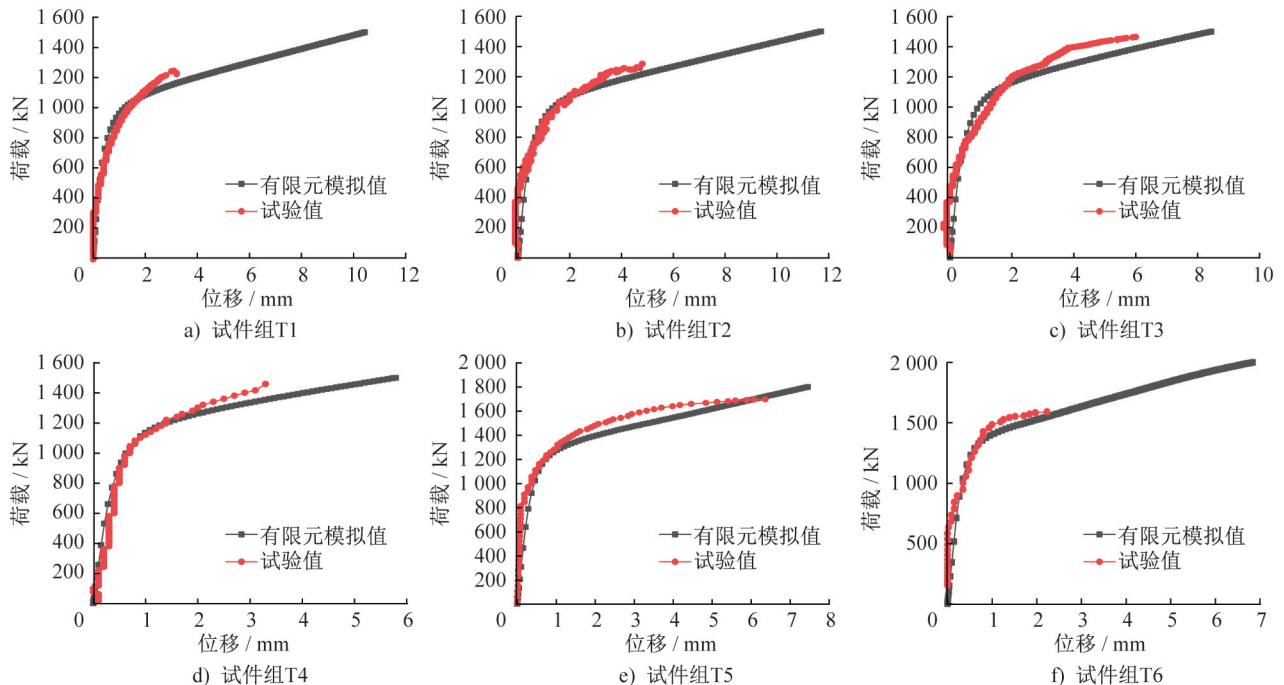 1 600
1 400
1 200
1 000
800
600
400
200
荷载 / kN
有限元模拟值
试验值
0 2 4 6 8 10 12
位移 / mm
a) 试件组T1
1 600
1 400
1 200
1 000
800
600
400
200
荷载 / kN
有限元模拟值
试验值
0 2 4 6 8 10 12
位移 / mm
b) 试件组T2
1 600
1 400
1 200
1 000
800
600
400
200
荷载 / kN
有限元模拟值
试验值
0 2 4 6 8 10
位移 / mm
c) 试件组T3
1 600
1 400
1 200
1 000
800
600
400
200
荷载 / kN
有限元模拟值
试验值
0 1 2 3 4 5 6
位移 / mm
d) 试件组T4
2 000
1 800
1 600
1 400
1 200
1 000
800
600
400
200
荷载 / kN
有限元模拟值
试验值
0 1 2 3 4 5 6 7 8
位移 / mm
e) 试件组T5
2 000
1 500
1 000
500
荷载 / kN
有限元模拟值
试验值
0 1 2 3 4 5 6 7
位移 / mm
f) 试件组T6